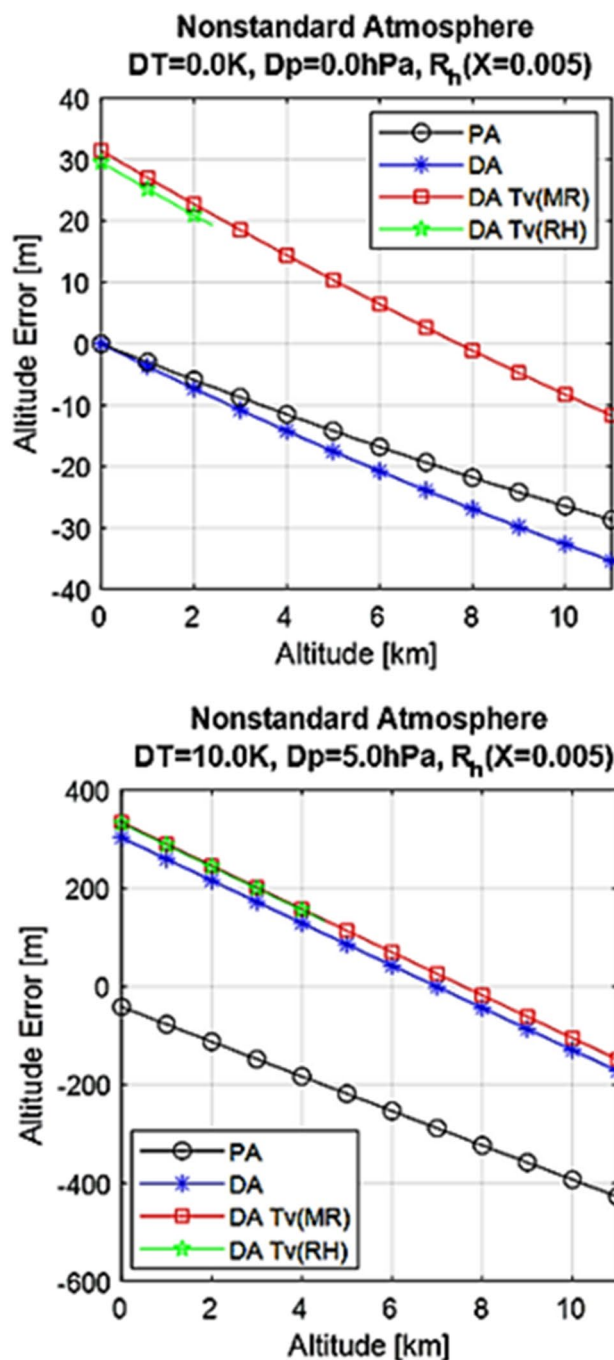 Nonstandard Atmosphere
DT=0.0K, Dp=0.0hPa, Rh(X=0.005)
40
30
20
10
0
-10
-20
-30
-40
Altitude Error [m]
PA
DA
DA Tv(MR)
DA Tv(RH)
0 2 4 6 8 10
Altitude [km]
Nonstandard Atmosphere
DT=10.0K, Dp=5.0hPa, Rh(X=0.005)
400
200
0
-200
-400
-600
Altitude Error [m]
PA
DA
DA Tv(MR)
DA Tv(RH)
0 2 4 6 8 10
Altitude [km]